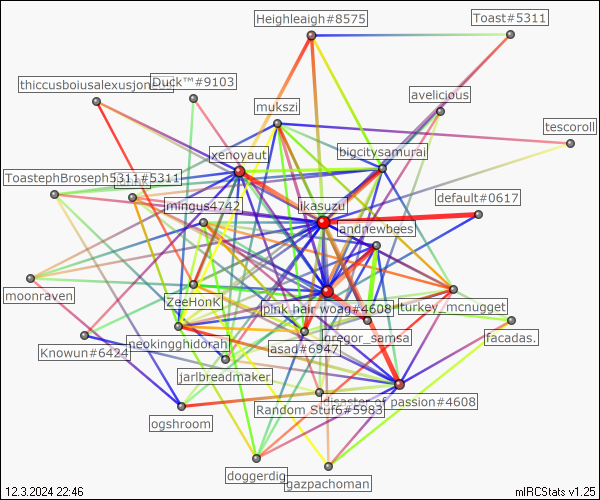 Heighleaigh#8575
Toast#5311
thiccusboiusalexusjon
Duck™#9103
avelicious
mukszi
tescoroll
xenoyaut
bigcitysamurai
ToastephBroseph5311#5311
default#0617
mingus4742
ikasuzu
landnewbees
moonraven
ZeeHonk
pink hair woag#4608
turkey_mcnugget
facadas.
Knowun#6424
neokingghidorah
asad#6947
gregor_samsa
jarlbreadmaker
disaster of passion#4608
Random Stuf6#5983
ogshroom
doggerdig
gazpachoman
12.3.2024 22:46
mIRCStats v1.25